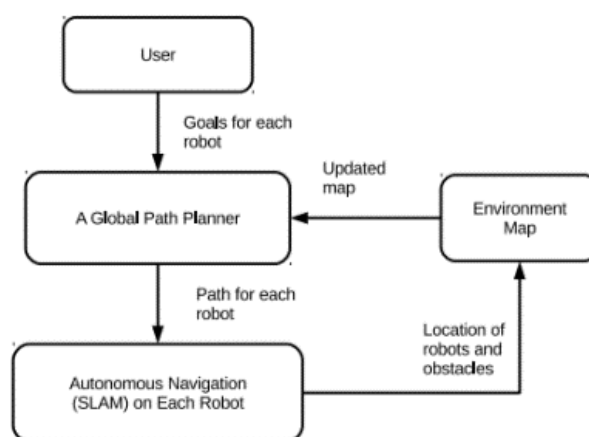 User
Goals for each
robot
Updated
map
A Global Path Planner
Environment
Map
Path for each
robot
Location of
robots and
obstacles
Autonomous Navigation
(SLAM) on Each Robot